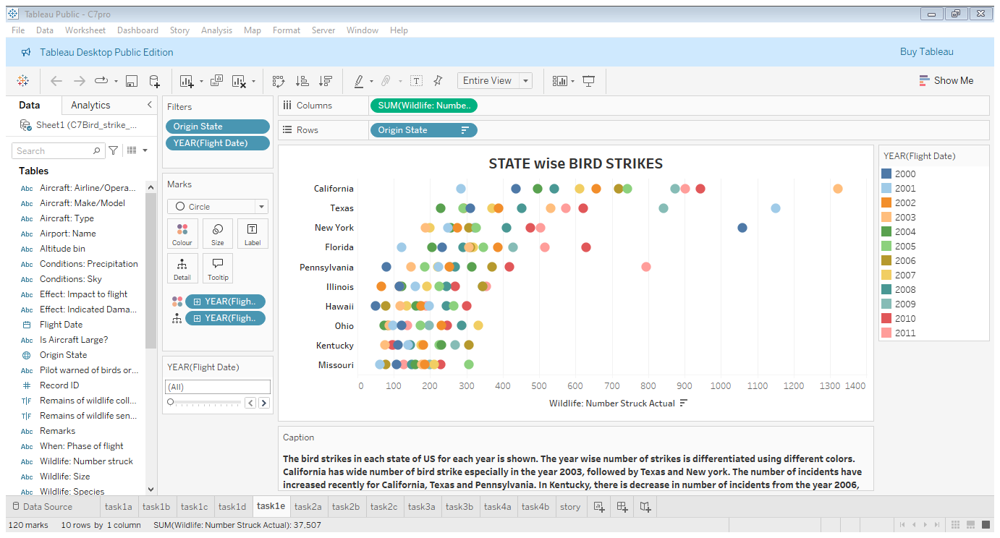 Tableau Public - C7pro
File Data Worksheet Dashboard Story Analysis Map Format Server Window Help
Tableau Desktop Public Edition
Buy Tableau
Entire View
Show Me
Data
Analytics
Sheet1 (C7Bird_strike_...
Search
Tables
Abc Aircraft: Airline/Opera...
Abc Aircraft: Make/Model
Abc Aircraft: Type
Abc Airport: Name
Abc Altitude bin
Abc Conditions: Precipitation
Abc Conditions: Sky
Abc Effect: Impact to flight
Abc Effect: Indicated Dama...
Flight Date
Abc Is Aircraft Large?
Origin State
Abc Pilot warned of birds or...
# Record ID
T|F Remains of wildlife coll...
T|F Remains of wildlife sen...
Abc Remarks
Abc When: Phase of flight
Abc Wildlife: Number struck
Abc Wildlife: Size
Abc Wildlife: Species
Filters
Origin State
YEAR(Flight Date)
Marks
Circle
Colour
Size
Label
Detail
Tooltip
YEAR(Fligh..
YEAR(Fligh..
YEAR(Flight Date)
(All)
Columns
SUM(Wildlife: Numbe..
Rows
Origin State
STATE wise BIRD STRIKES
California
Texas
New York
Florida
Pennsylvania
Illinois
Hawaii
Ohio
Kentucky
Missouri
0 100 200 300 400 500 600 700 800 900 1000 1100 1200 1300 1400
Wildlife: Number Struck Actual
YEAR(Flight Date)
2000
2001
2002
2003
2004
2005
2006
2007
2008
2009
2010
2011
Caption
The bird strikes in each state of US for each year is shown. The year wise number of strikes is differentiated using different colors.
California has wide number of bird strike especially in the year 2003, followed by Texas and New york. The number of incidents have
increased recently for California, Texas and Pennsylvania. In Kentucky, there is decrease in number of incidents from the year 2006,
Data Source
task1a
task1b
task1c
task1d
task1e
task2a
task2b
task2c
task3a
task3b
task4a
task4b
story
120 marks
10 rows by 1 column
SUM(Wildlife: Number Struck Actual): 37,507